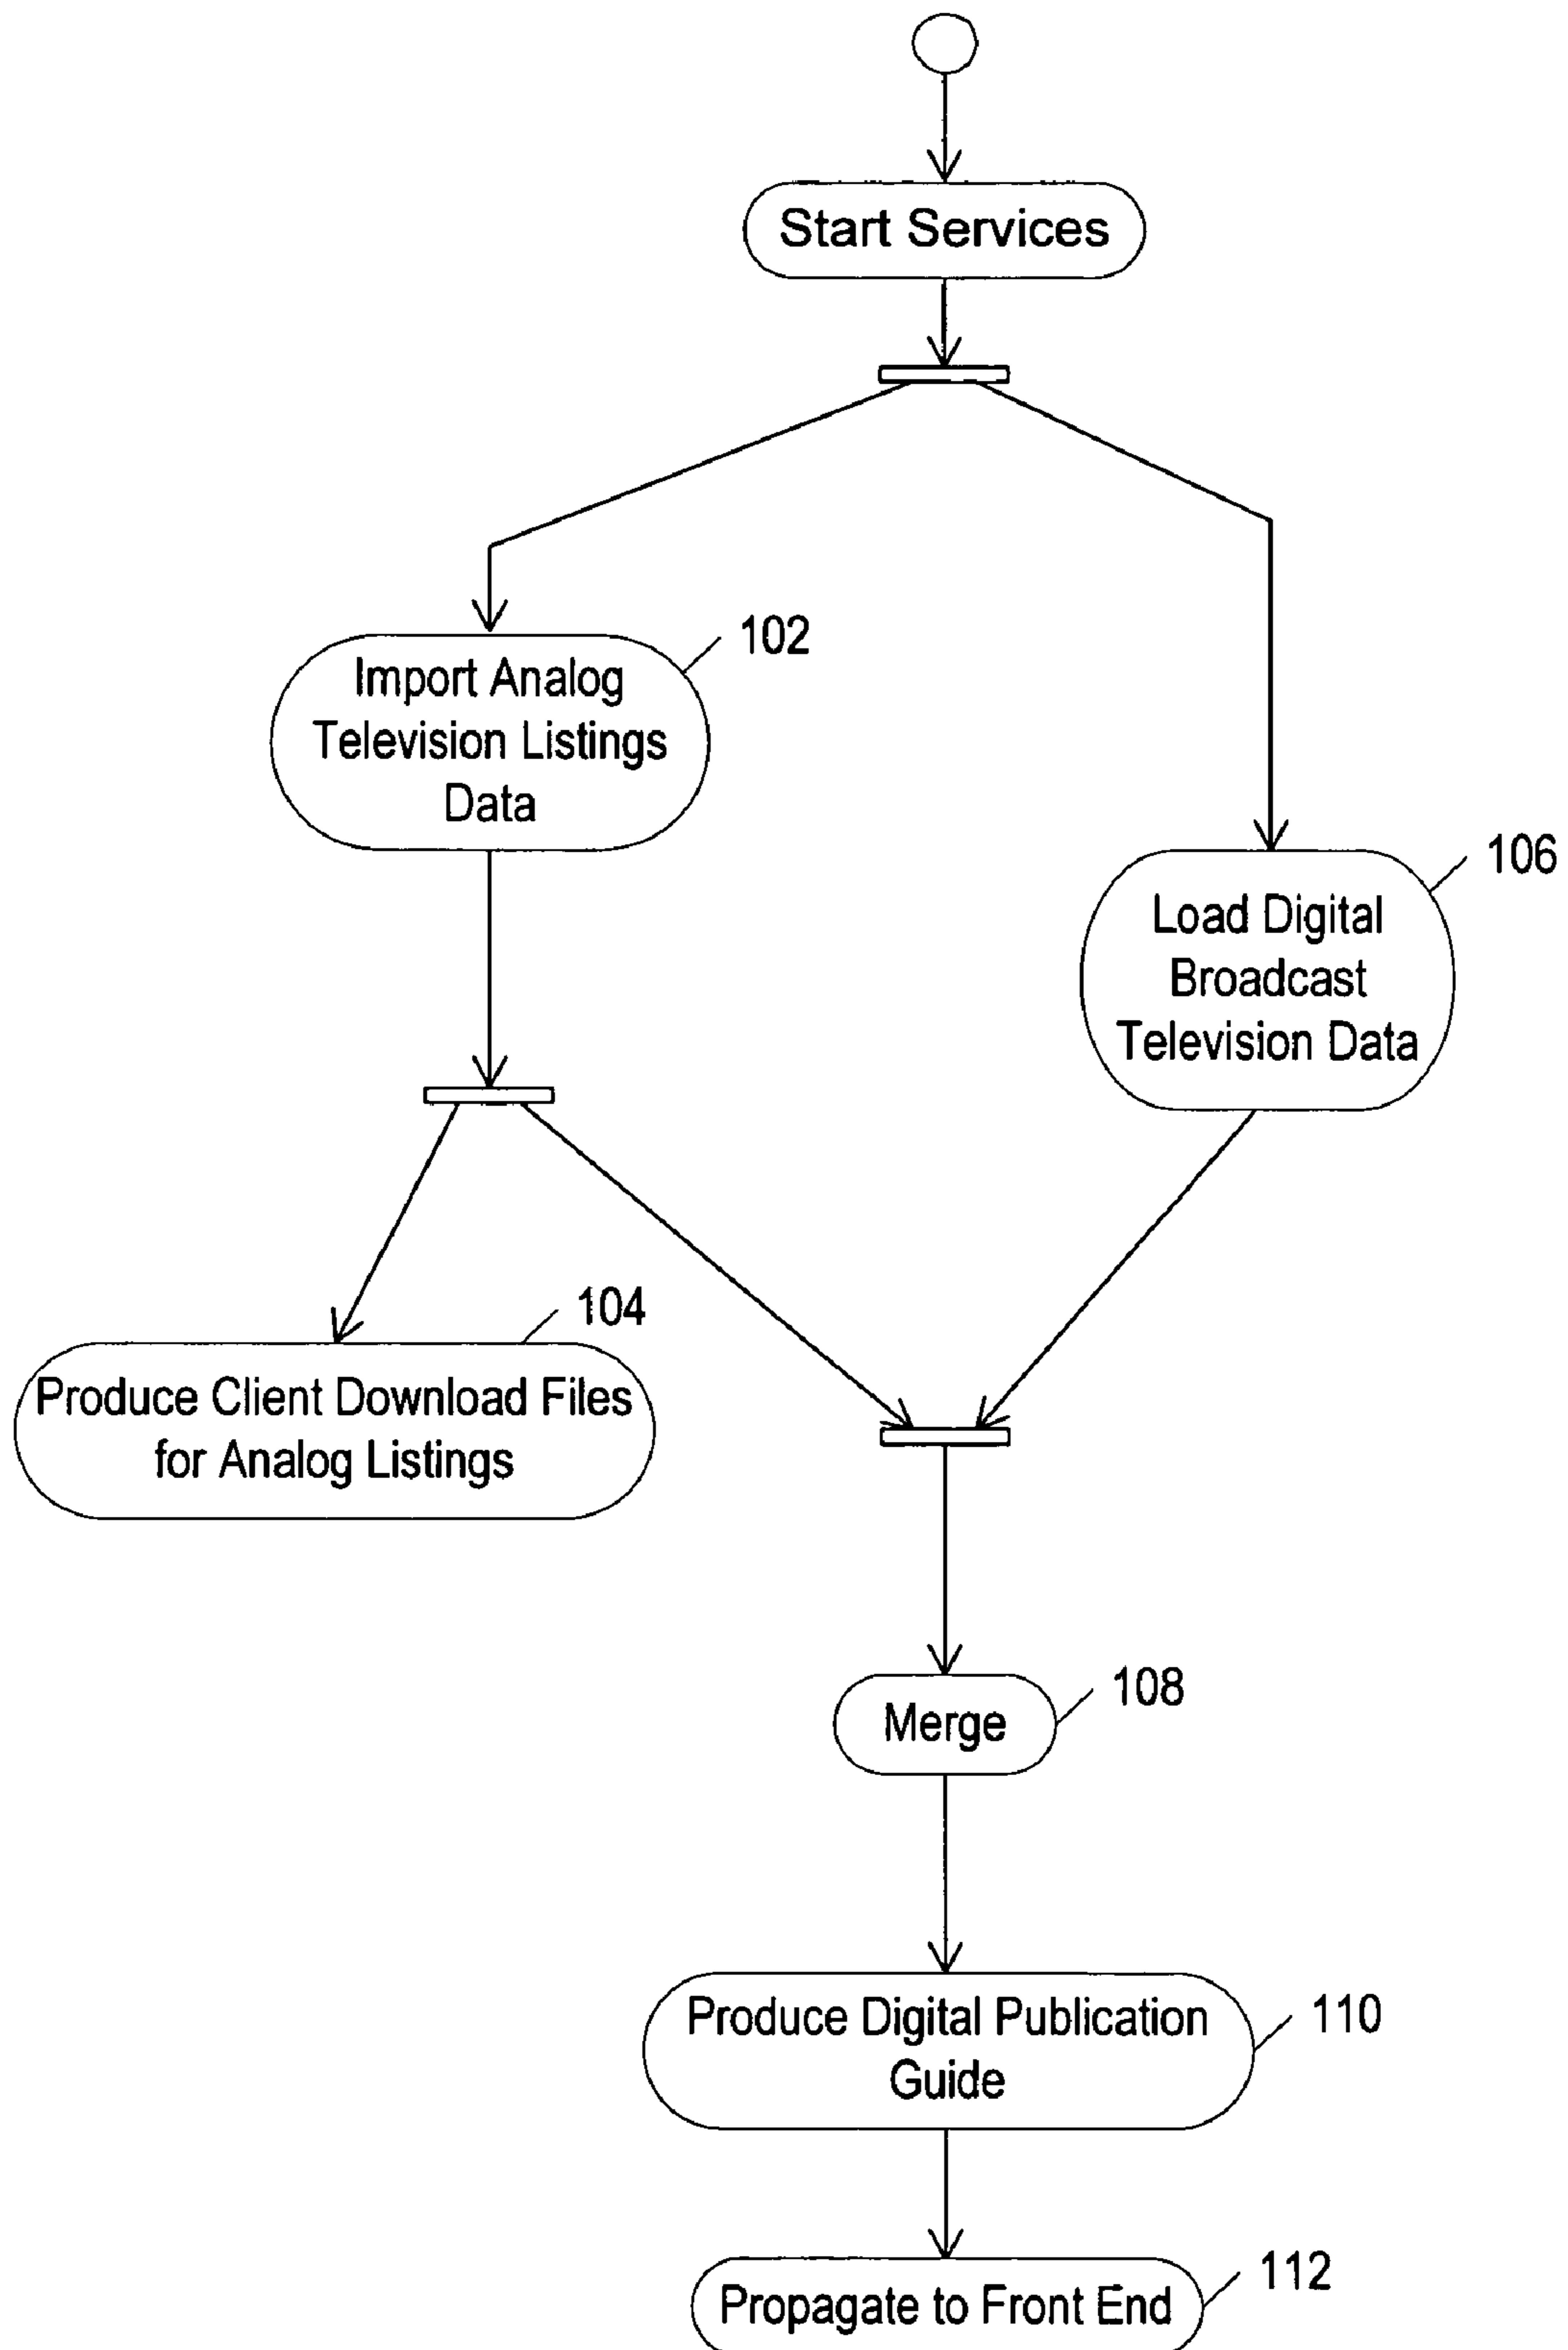 Start Services
102
Import Analog
Television Listings
Data
106
Load Digital
Broadcast
Television Data
104
Produce Client Download Files
for Analog Listings
108
Merge
110
Produce Digital Publication
Guide
112
Propagate to Front End